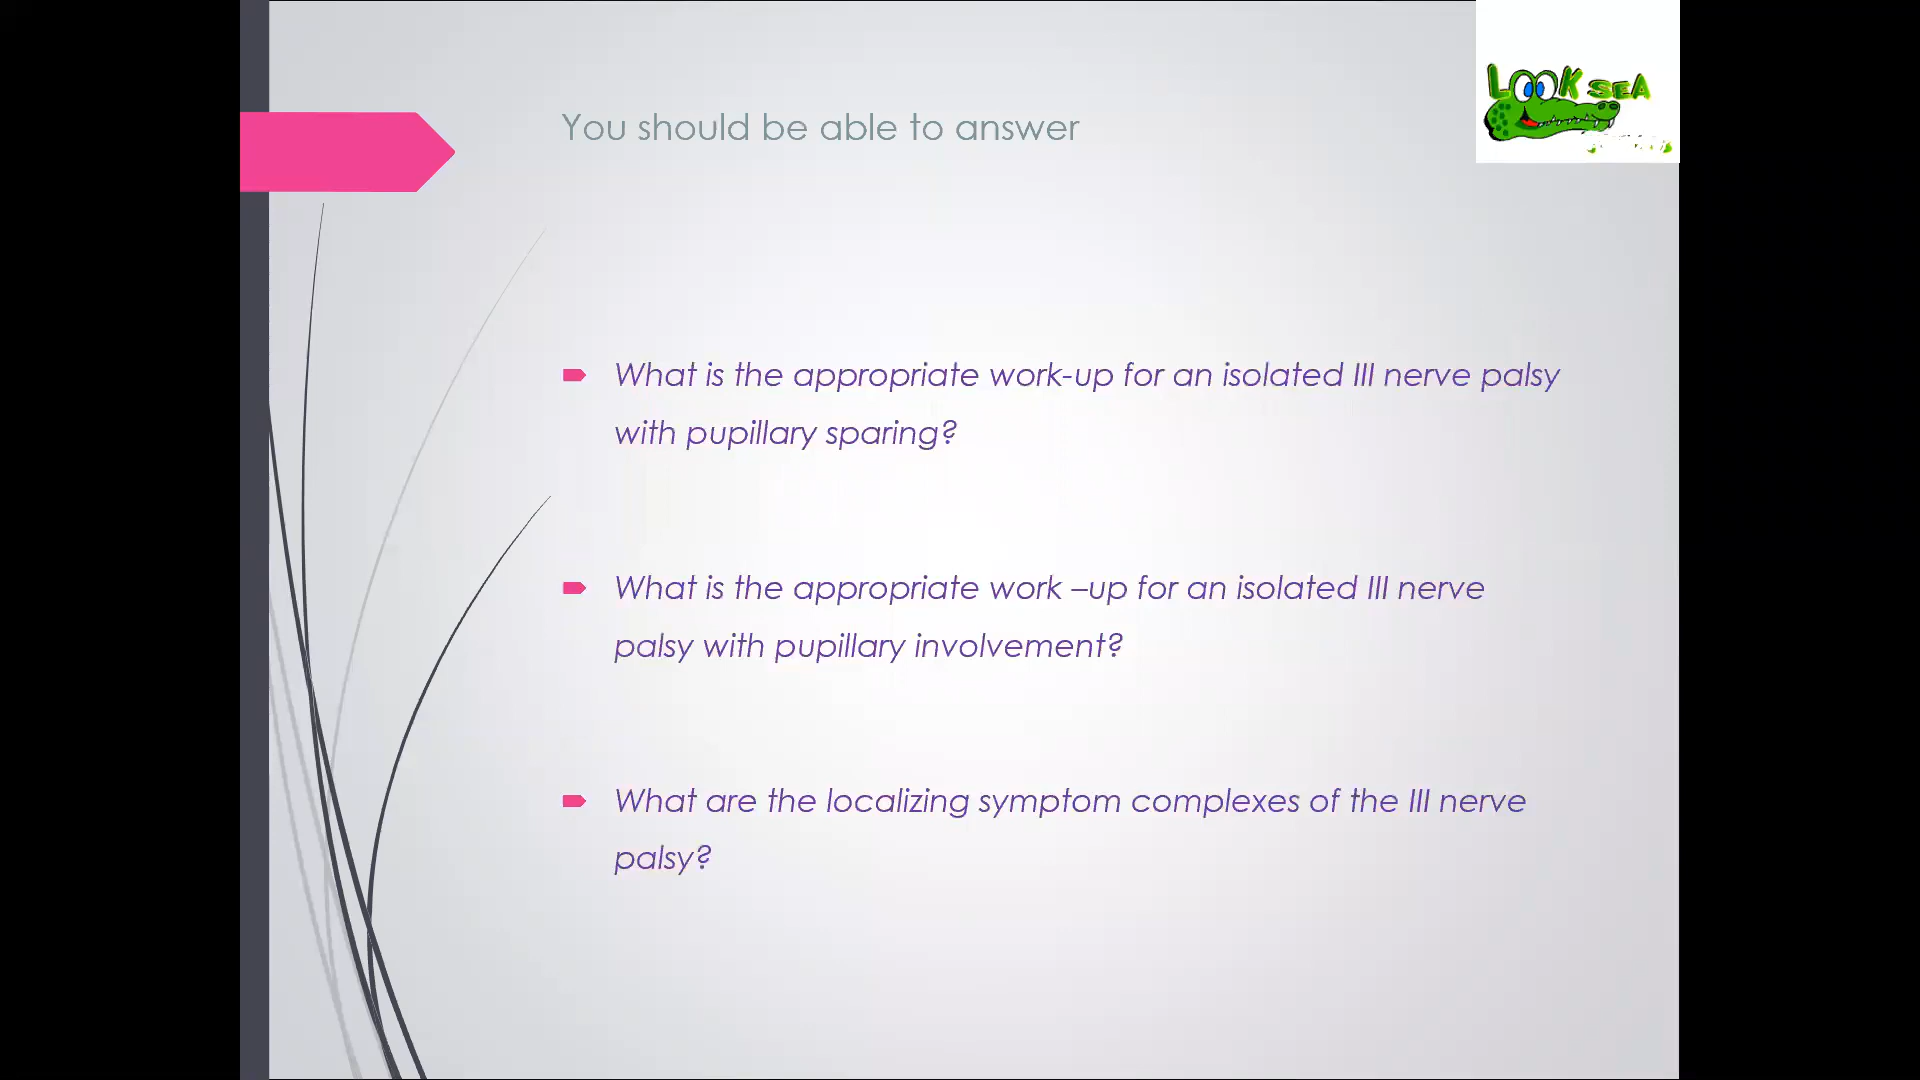 LOOK SEA
You should be able to answer
What is the appropriate work-up for an isolated III nerve palsy
with pupillary sparing?
What is the appropriate work –up for an isolated III nerve
palsy with pupillary involvement?
What are the localizing symptom complexes of the III nerve
palsy?